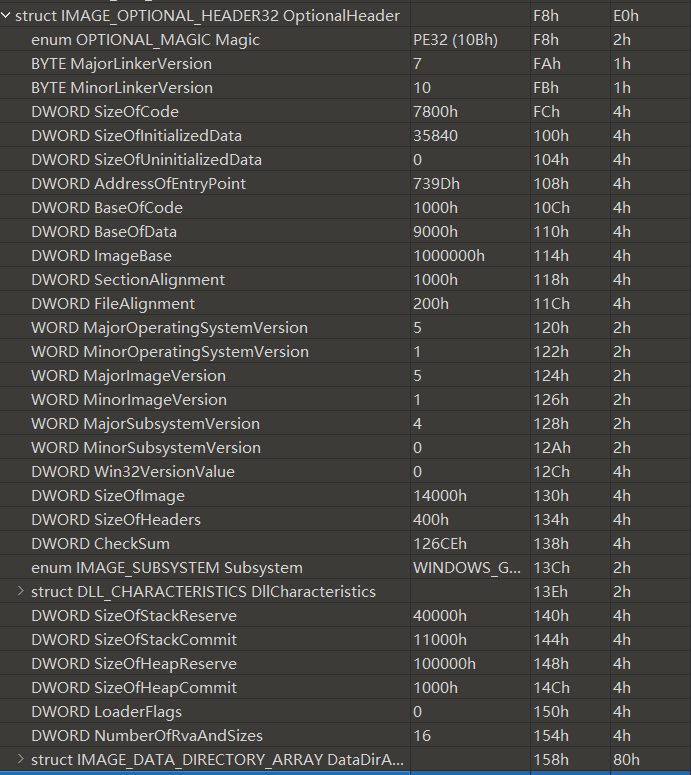 struct IMAGE_OPTIONAL_HEADER32 OptionalHeader F8h E0h
enum OPTIONAL_MAGIC Magic PE32 (10Bh) F8h 2h
BYTE MajorLinkerVersion 7 FAh 1h
BYTE MinorLinkerVersion 10 FBh 1h
DWORD SizeOfCode 7800h FCh 4h
DWORD SizeOfInitializedData 35840 100h 4h
DWORD SizeOfUninitializedData 0 104h 4h
DWORD AddressOfEntryPoint 739Dh 108h 4h
DWORD BaseOfCode 1000h 10Ch 4h
DWORD BaseOfData 9000h 110h 4h
DWORD ImageBase 1000000h 114h 4h
DWORD SectionAlignment 1000h 118h 4h
DWORD FileAlignment 200h 11Ch 4h
WORD MajorOperatingSystemVersion 5 120h 2h
WORD MinorOperatingSystemVersion 1 122h 2h
WORD MajorImageVersion 5 124h 2h
WORD MinorImageVersion 1 126h 2h
WORD MajorSubsystemVersion 4 128h 2h
WORD MinorSubsystemVersion 0 12Ah 2h
DWORD Win32VersionValue 0 12Ch 4h
DWORD SizeOfImage 14000h 130h 4h
DWORD SizeOfHeaders 400h 134h 4h
DWORD CheckSum 126CEh 138h 4h
enum IMAGE_SUBSYSTEM Subsystem WINDOWS_G... 13Ch 2h
struct DLL_CHARACTERISTICS DllCharacteristics 13Eh 2h
DWORD SizeOfStackReserve 40000h 140h 4h
DWORD SizeOfStackCommit 11000h 144h 4h
DWORD SizeOfHeapReserve 100000h 148h 4h
DWORD SizeOfHeapCommit 1000h 14Ch 4h
DWORD LoaderFlags 0 150h 4h
DWORD NumberOfRvaAndSizes 16 154h 4h
struct IMAGE_DATA_DIRECTORY_ARRAY DataDirA... 158h 80h